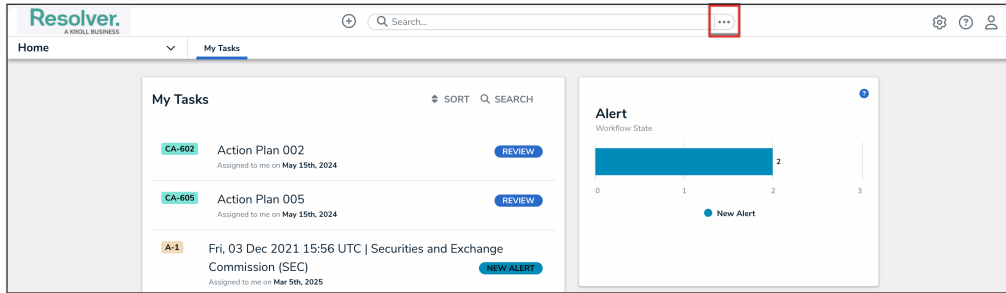 Resolver.
A KROLL BUSINESS
Search...
Home
My Tasks
My Tasks
SORT SEARCH
CA-602 Action Plan 002 REVIEW
Assigned to me on May 15th, 2024
CA-605 Action Plan 005 REVIEW
Assigned to me on May 15th, 2024
A-1 Fri, 03 Dec 2021 15:56 UTC | Securities and Exchange
Commission (SEC) NEW ALERT
Assigned to me on Mar 5th, 2025
Alert
Workflow State
2
0 1 2 3
New Alert